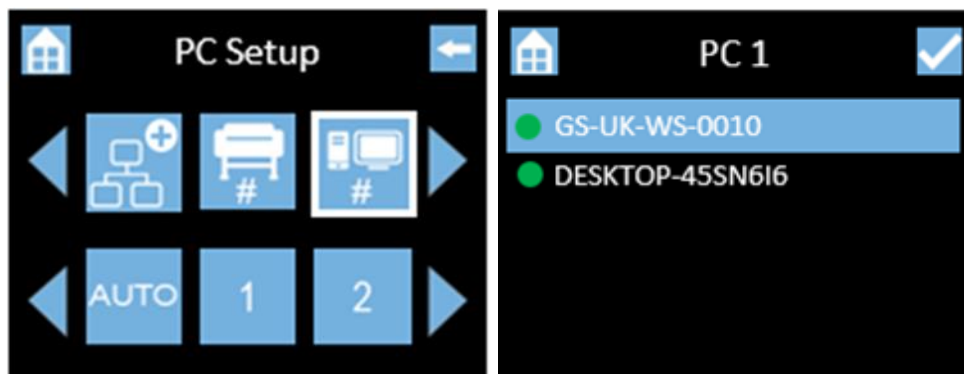 PC Setup
# #
AUTO 1 2
PC 1
GS-UK-WS-0010
DESKTOP-45SN6I6